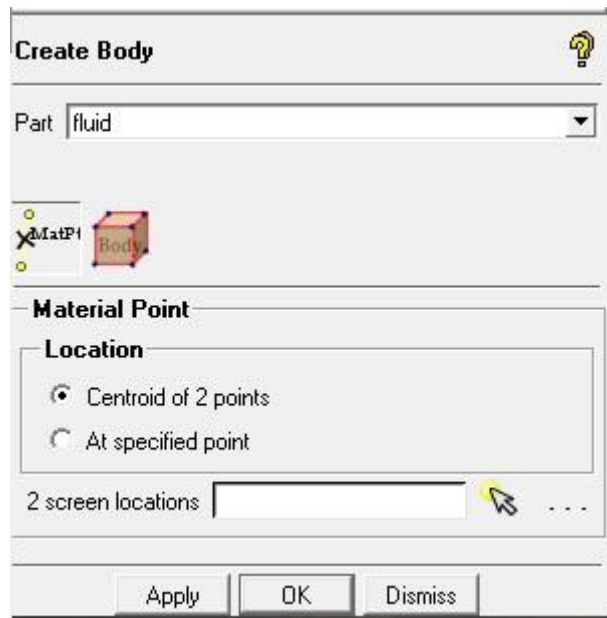 Create Body
Part fluid
MatPt Body
Material Point
Location
Centroid of 2 points
At specified point
2 screen locations ...
Apply OK Dismiss